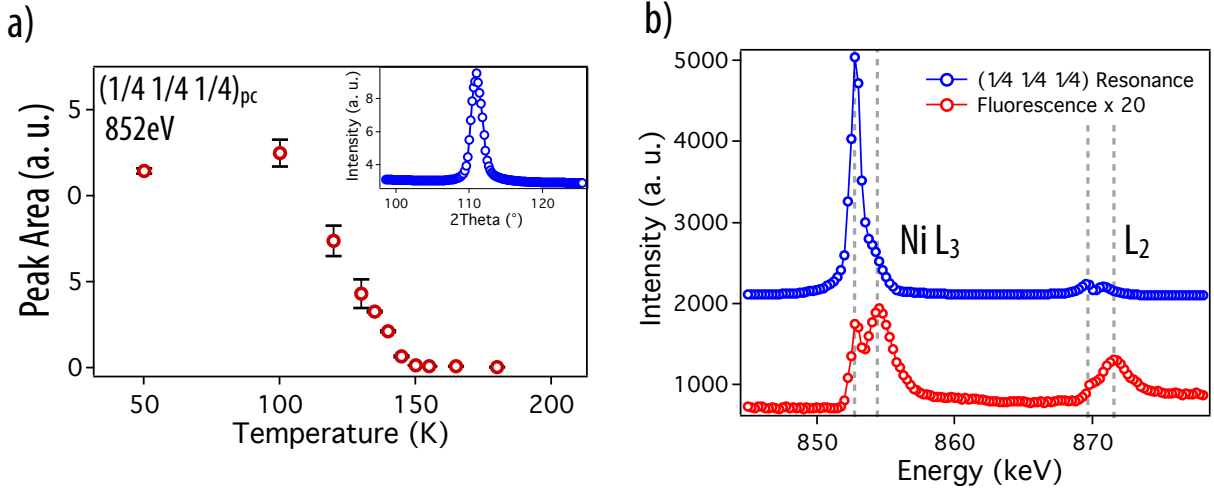 a)
(1/4 1/4 1/4)pc
852eV
Peak Area (a. u.)
5
0
5
0
50
100
150
200
Temperature (K)
Intensity (a. u.)
8
6
4
100
110
120
2Theta (°)
b)
5000
4000
3000
2000
1000
Intensity (a. u.)
(1⁄4 1⁄4 1⁄4) Resonance
Fluorescence x 20
Ni L3
L2
850
860
870
Energy (keV)